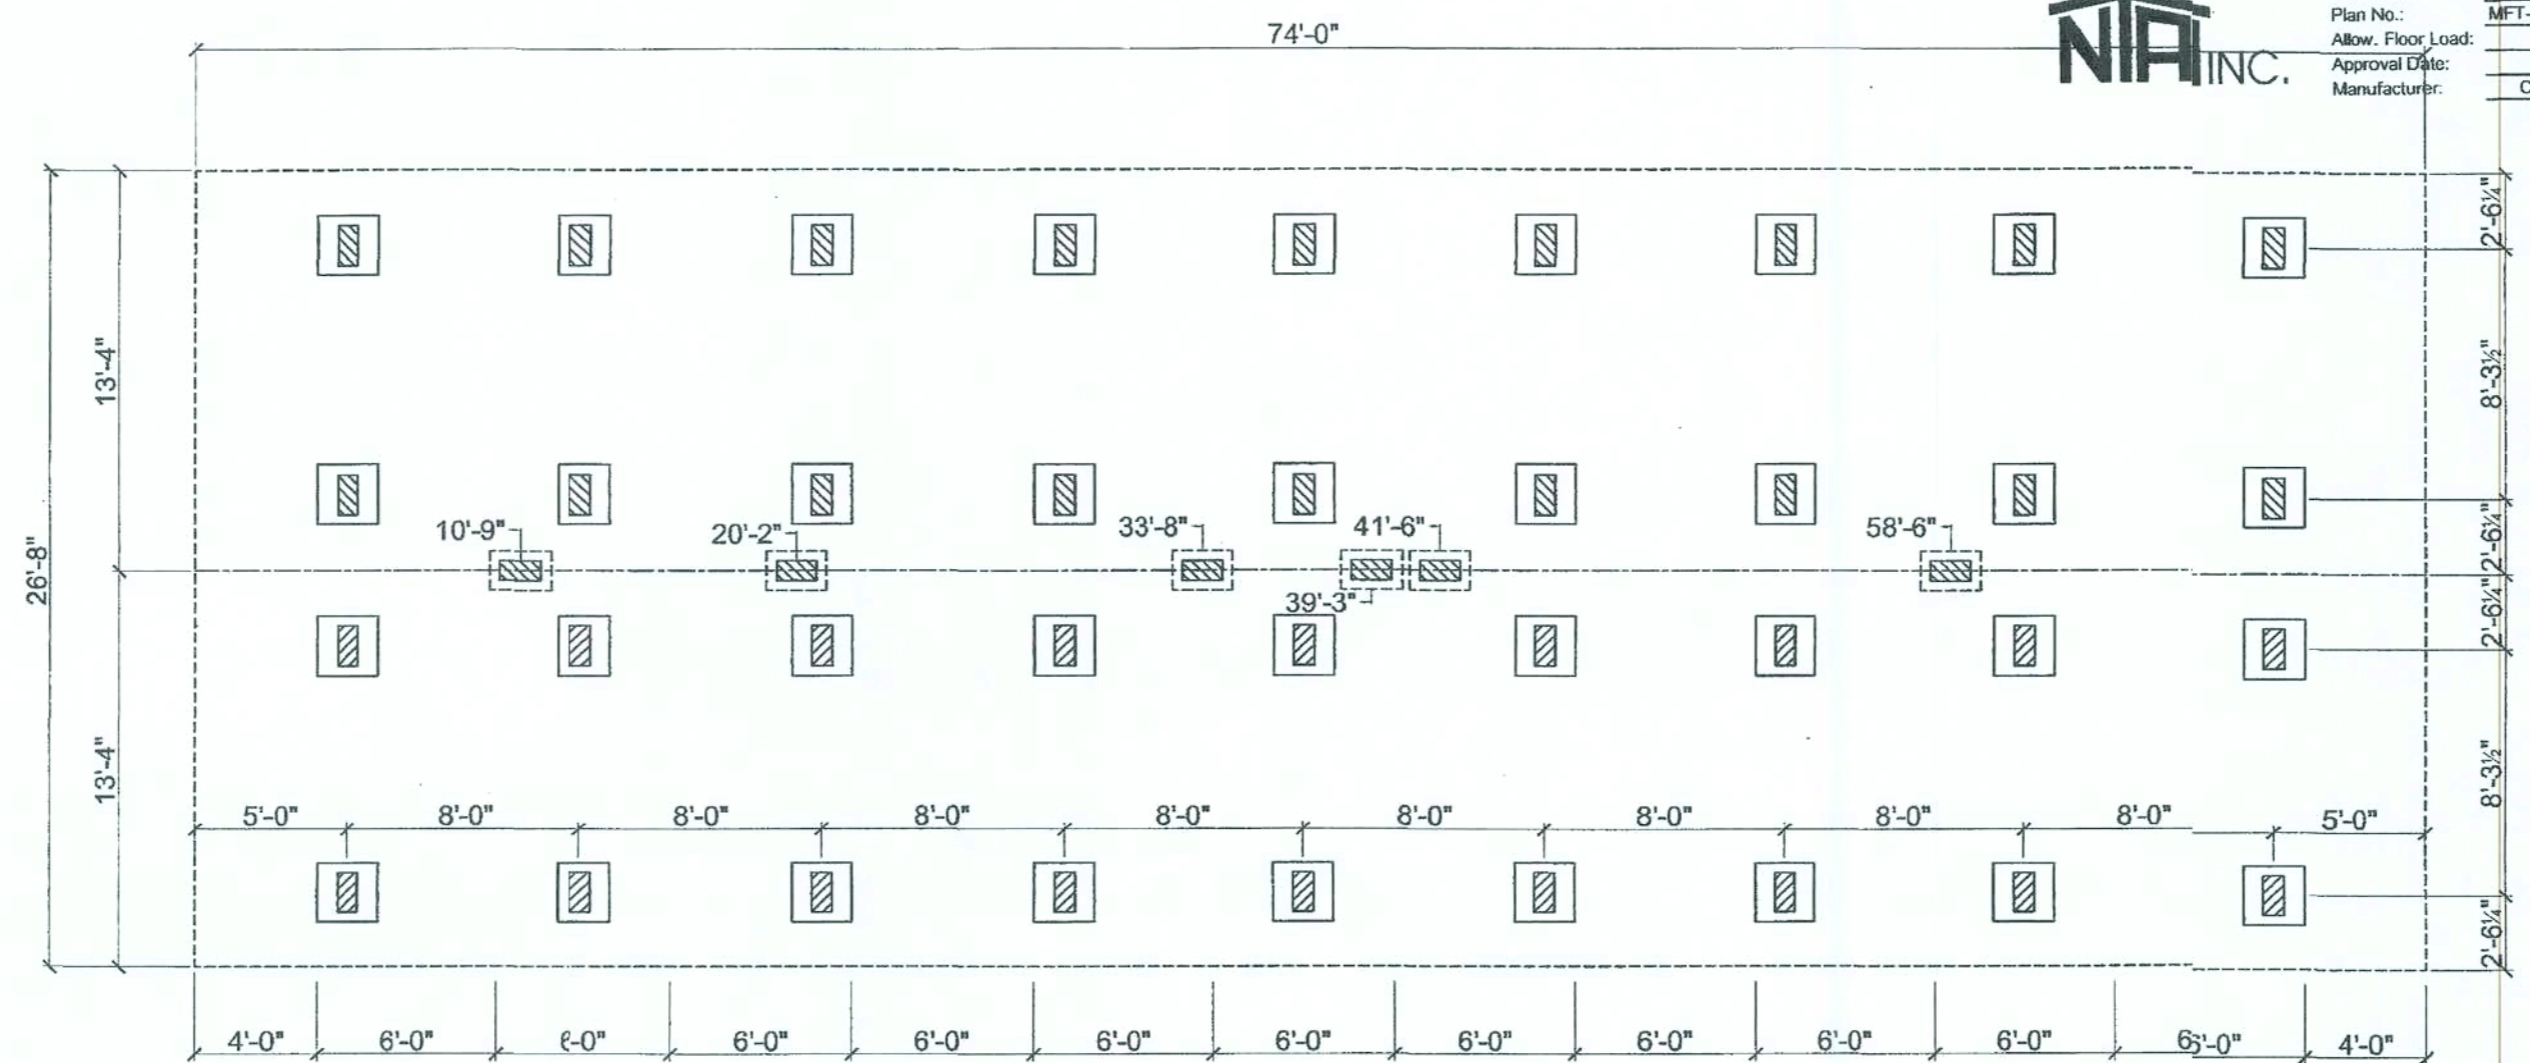 74'-0"
NTA INC.
Plan No.: MFT-
Allow. Floor Load:
Approval Date:
Manufacturer: C
2'-6¼"
13'-4"
8'-3½"
26'-8"
10'-9"
20'-2"
33'-8"
41'-6"
58'-6"
2'-6¼"
39'-3"
2'-6¼"
13'-4"
8'-3½"
5'-0" 8'-0" 8'-0" 8'-0" 8'-0" 8'-0" 8'-0" 8'-0" 8'-0" 5'-0"
2'-6¼"
4'-0" 6'-0" 6'-0" 6'-0" 6'-0" 6'-0" 6'-0" 6'-0" 6'-0" 6'-0" 6'-0" 4'-0"